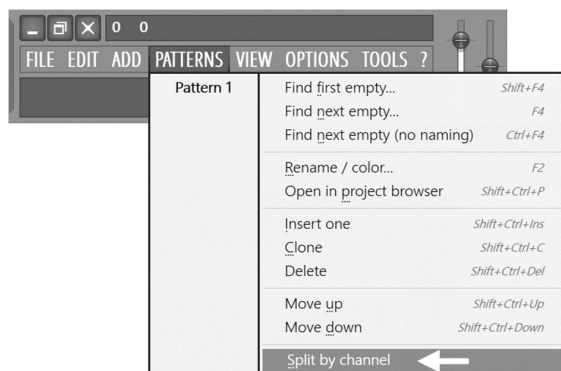 0 0
FILE EDIT ADD PATTERNS VIEW OPTIONS TOOLS ?
Pattern 1
Find first empty... Shift+F4
Find next empty... F4
Find next empty (no naming) Ctrl+F4
Rename / color... F2
Open in project browser Shift+Ctrl+P
Insert one Shift+Ctrl+Ins
Clone Shift+Ctrl+C
Delete Shift+Ctrl+Del
Move up Shift+Ctrl+Up
Move down Shift+Ctrl+Down
Split by channel